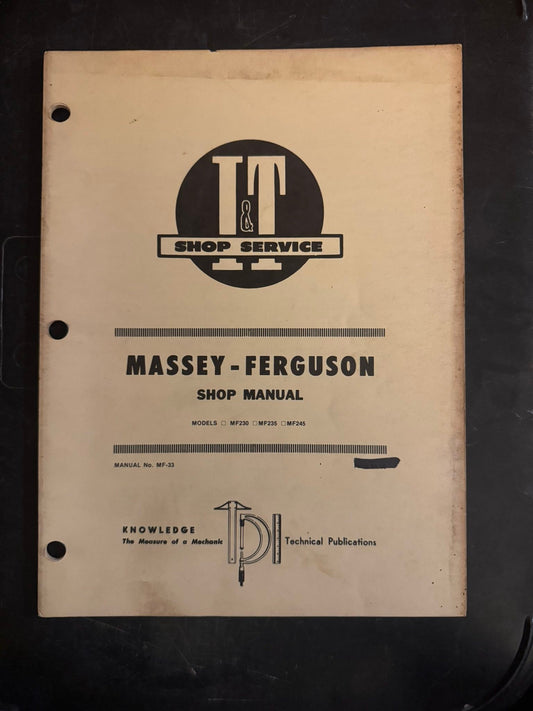 I&T
SHOP SERVICE
MASSEY-FERGUSON
SHOP MANUAL
MODELS □ MF230 □ MF235 □ MF245
MANUAL No. MF-33
KNOWLEDGE
The Measure of a Mechanic
TPI
Technical Publications